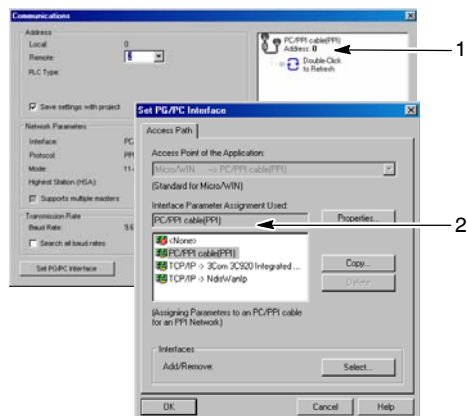 Communications
Address
Local: 0
Remote:
PLC Type:
Save settings with project
Network Parameters
Interface: PC
Protocol: PPI
Mode: 11-
Highest Station (HSA):
Supports multiple masters
Transmission Rate
Baud Rate: 9.6
Search all baud rates
Set PG/PC Interface
PC/PPI cable(PPI)
Address: 0
Double-Click
to Refresh
1
Set PG/PC Interface
Access Path
Access Point of the Application:
Micro/WIN -> PC/PPI cable(PPI)
(Standard for Micro/WIN)
Interface Parameter Assignment Used:
PC/PPI cable(PPI)
Properties...
2
<None>
PC/PPI cable(PPI)
TCP/IP -> 3Com 3C920 Integrated ...
TCP/IP -> NdisWanIp
Copy...
Delete
(Assigning Parameters to an PC/PPI cable
for an PPI Network)
Interfaces
Add/Remove:
Select...
OK
Cancel
Help